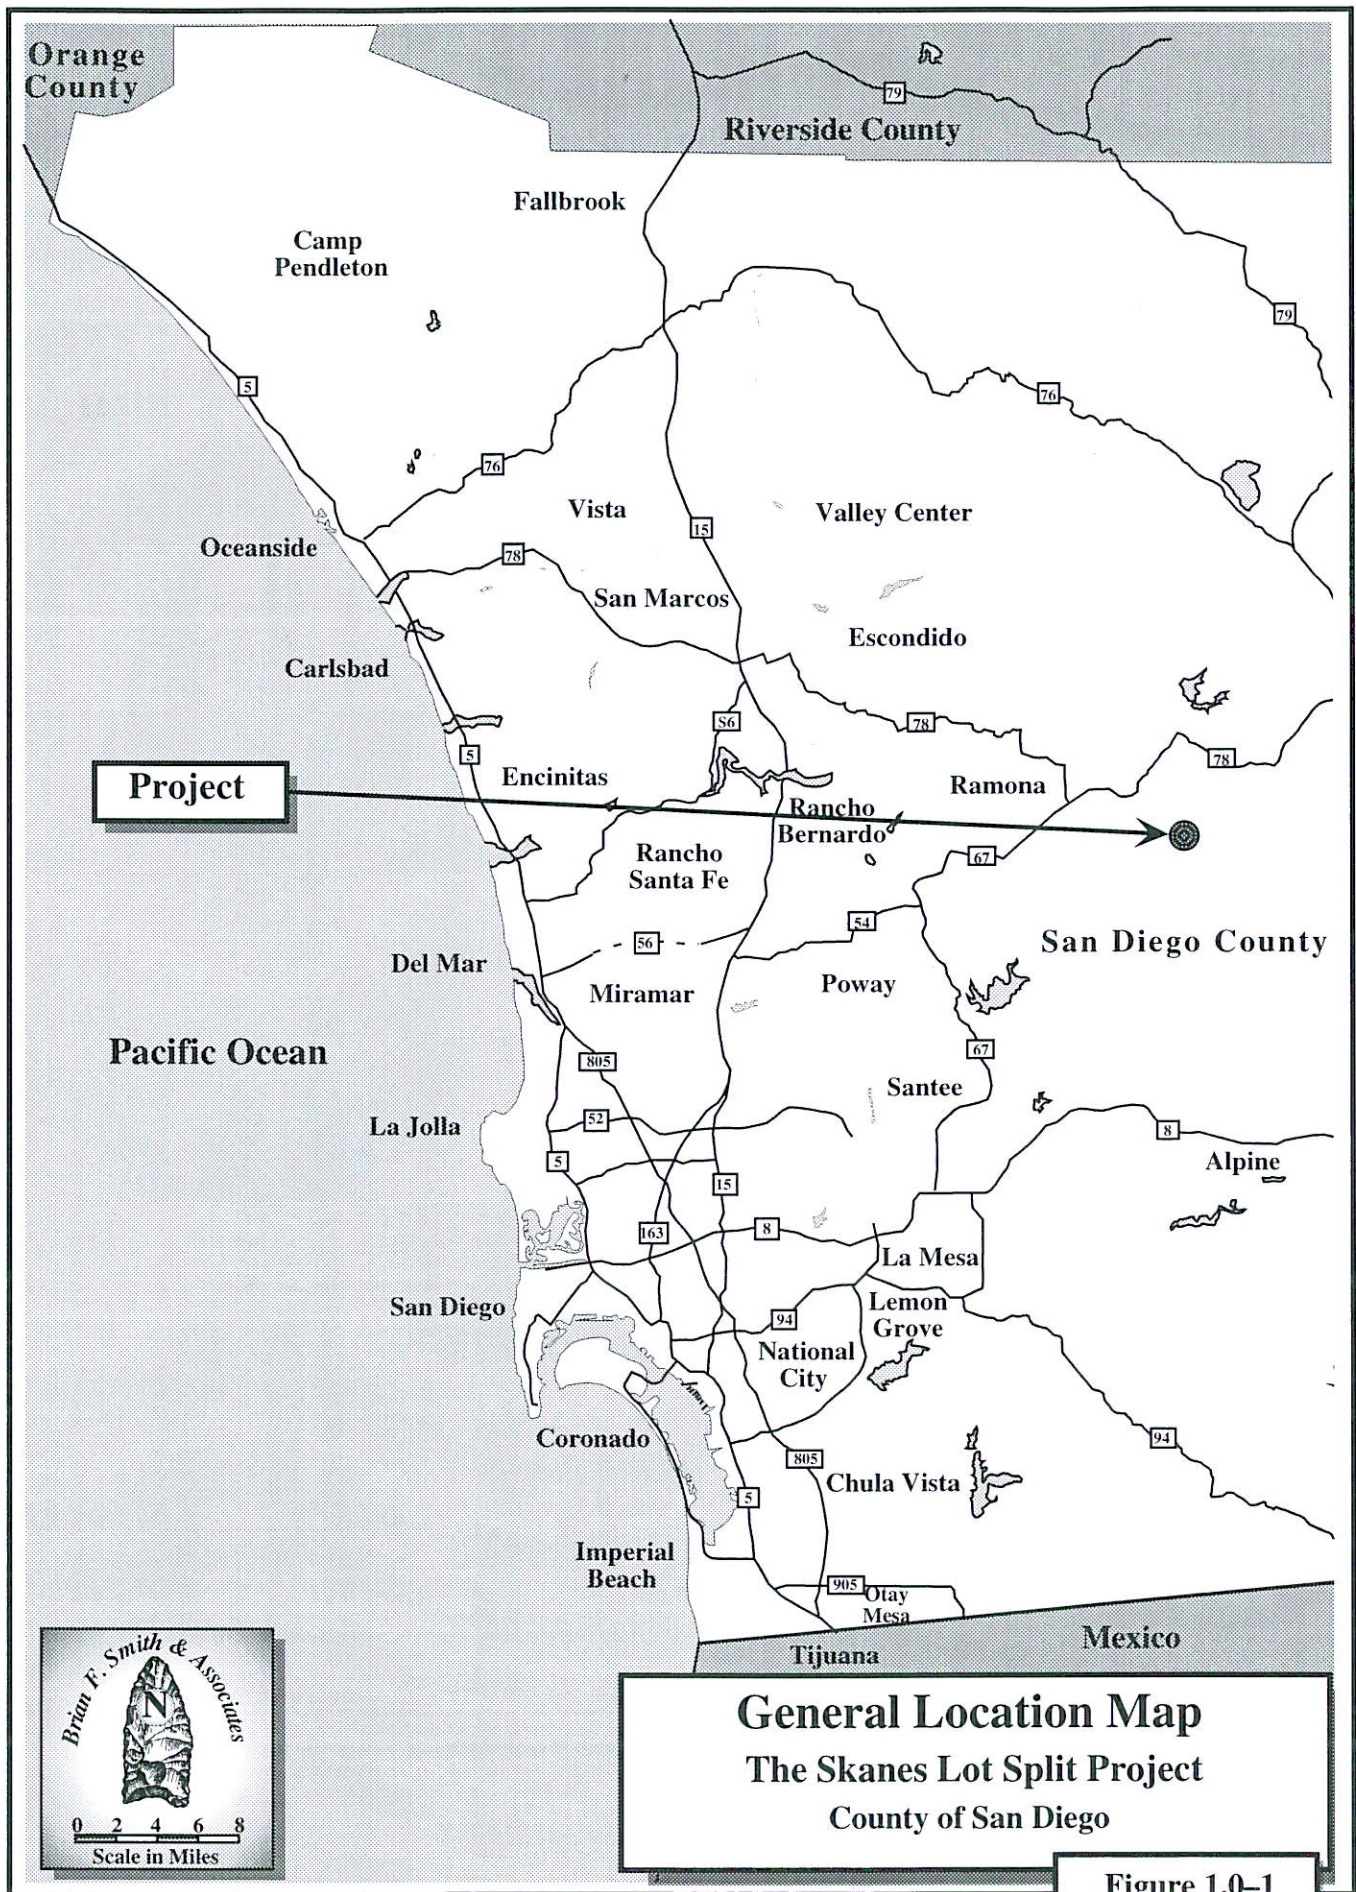 Orange
County
79
Riverside County
Fallbrook
Camp
Pendleton
79
5
76
76
Vista
Valley Center
15
Oceanside
78
San Marcos
Escondido
Carlsbad
S6
78
5
78
Project
Encinitas
Ramona
Rancho
Bernardo
Rancho
Santa Fe
67
54
56
San Diego County
Del Mar
Miramar
Poway
Pacific Ocean
805
67
Santee
La Jolla
52
8
5
Alpine
15
163
8
La Mesa
San Diego
94
Lemon
Grove
National
City
Coronado
94
805
Chula Vista
5
Imperial
Beach
905
Otay
Mesa
Tijuana
Mexico
Brian F. Smith & Associates
N
0 2 4 6 8
Scale in Miles
General Location Map
The Skanes Lot Split Project
County of San Diego
Figure 1.0–1